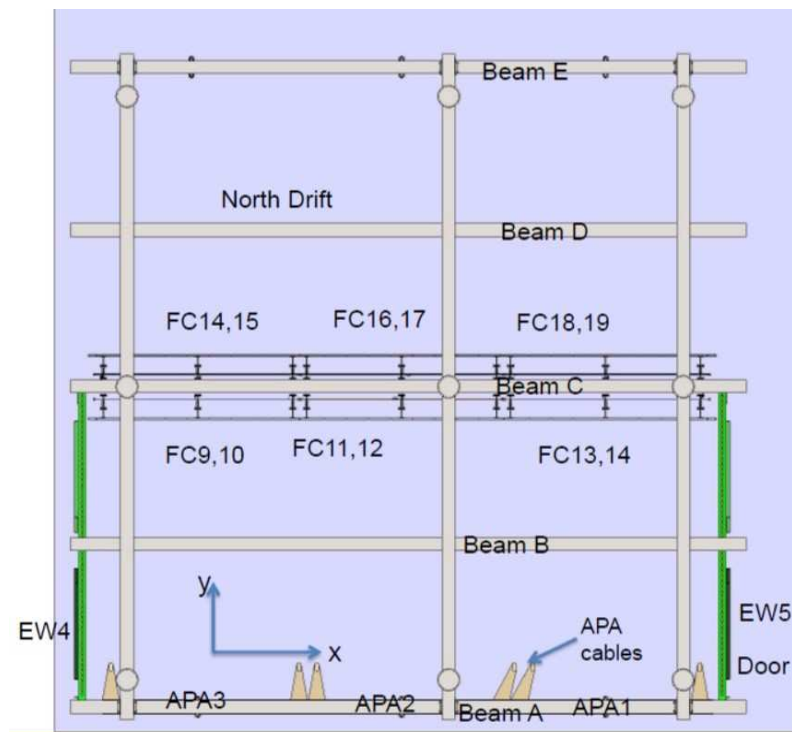 Beam E
North Drift
Beam D
FC14,15
FC16,17
FC18,19
Beam C
FC9,10
FC11,12
FC13,14
Beam B
y
x
APA
cables
EW4
EW5
Door
APA3
APA2
Beam A
APA1